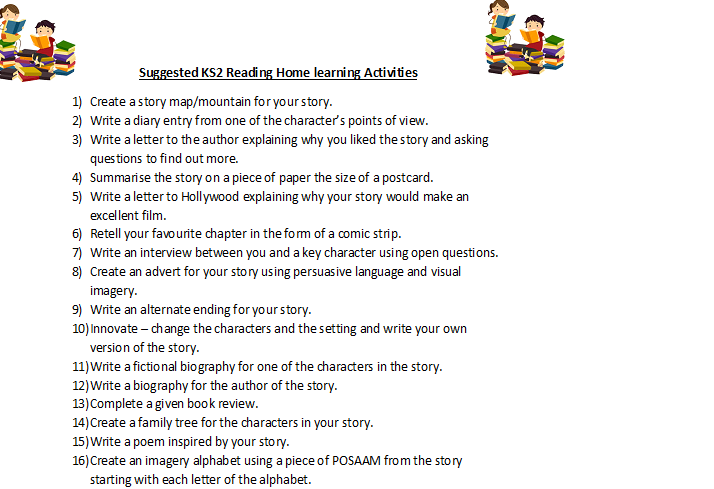 Suggested KS2 Reading Home learning Activities
1) Create a story map/mountain for your story.
2) Write a diary entry from one of the character's points of view.
3) Write a letter to the author explaining why you liked the story and asking
questions to find out more.
4) Summarise the story on a piece of paper the size of a postcard.
5) Write a letter to Hollywood explaining why your story would make an
excellent film.
6) Retell your favourite chapter in the form of a comic strip.
7) Write an interview between you and a key character using open questions.
8) Create an advert for your story using persuasive language and visual
imagery.
9) Write an alternate ending for your story.
10) Innovate – change the characters and the setting and write your own
version of the story.
11) Write a fictional biography for one of the characters in the story.
12) Write a biography for the author of the story.
13) Complete a given book review.
14) Create a family tree for the characters in your story.
15) Write a poem inspired by your story.
16) Create an imagery alphabet using a piece of POSAAM from the story
starting with each letter of the alphabet.